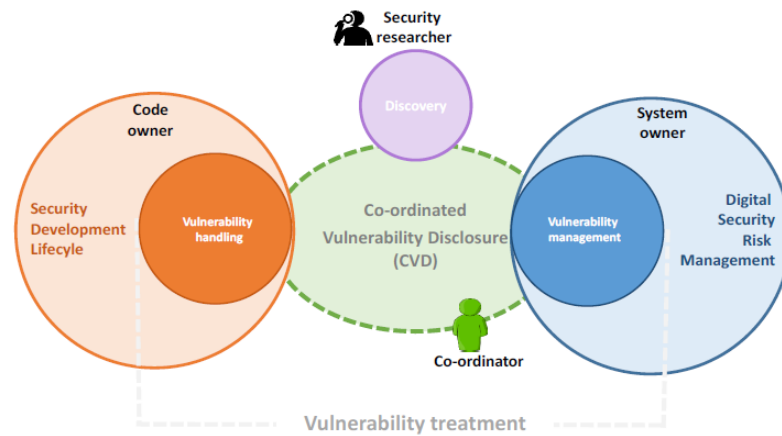 Security
researcher
Discovery
Code
owner
System
owner
Security
Development
Lifecyle
Vulnerability
handling
Co-ordinated
Vulnerability Disclosure
(CVD)
Vulnerability
management
Digital
Security
Risk
Management
Co-ordinator
Vulnerability treatment